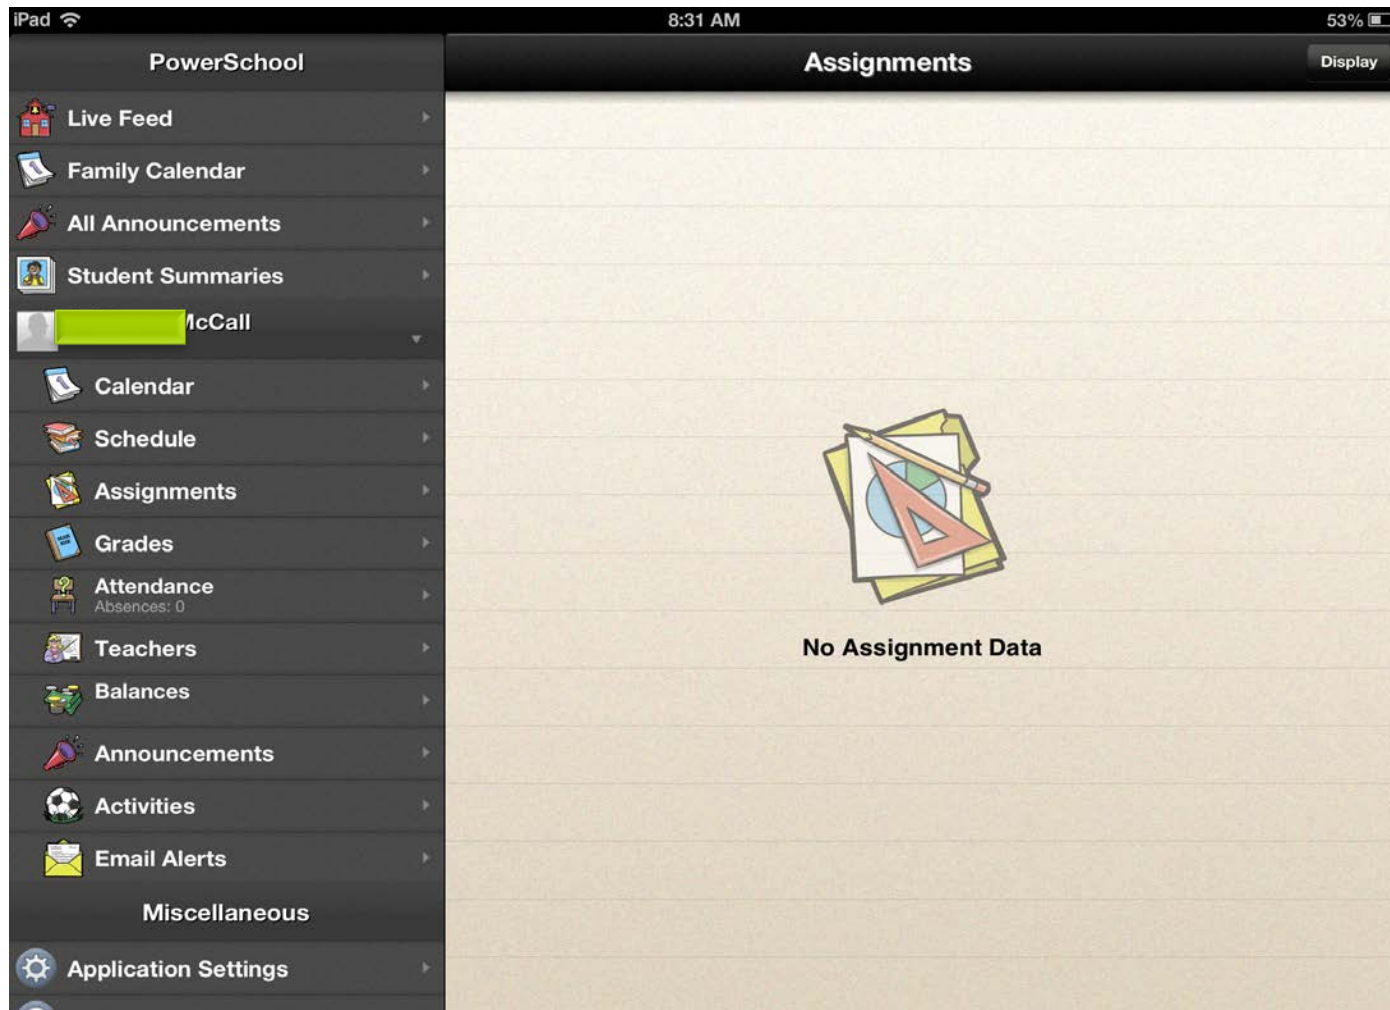 iPad 8:31 AM 53%
PowerSchool
Assignments
Display
Live Feed
Family Calendar
All Announcements
Student Summaries
McCall
Calendar
Schedule
Assignments
Grades
Attendance
Absences: 0
Teachers
Balances
Announcements
Activities
Email Alerts
Miscellaneous
Application Settings
No Assignment Data